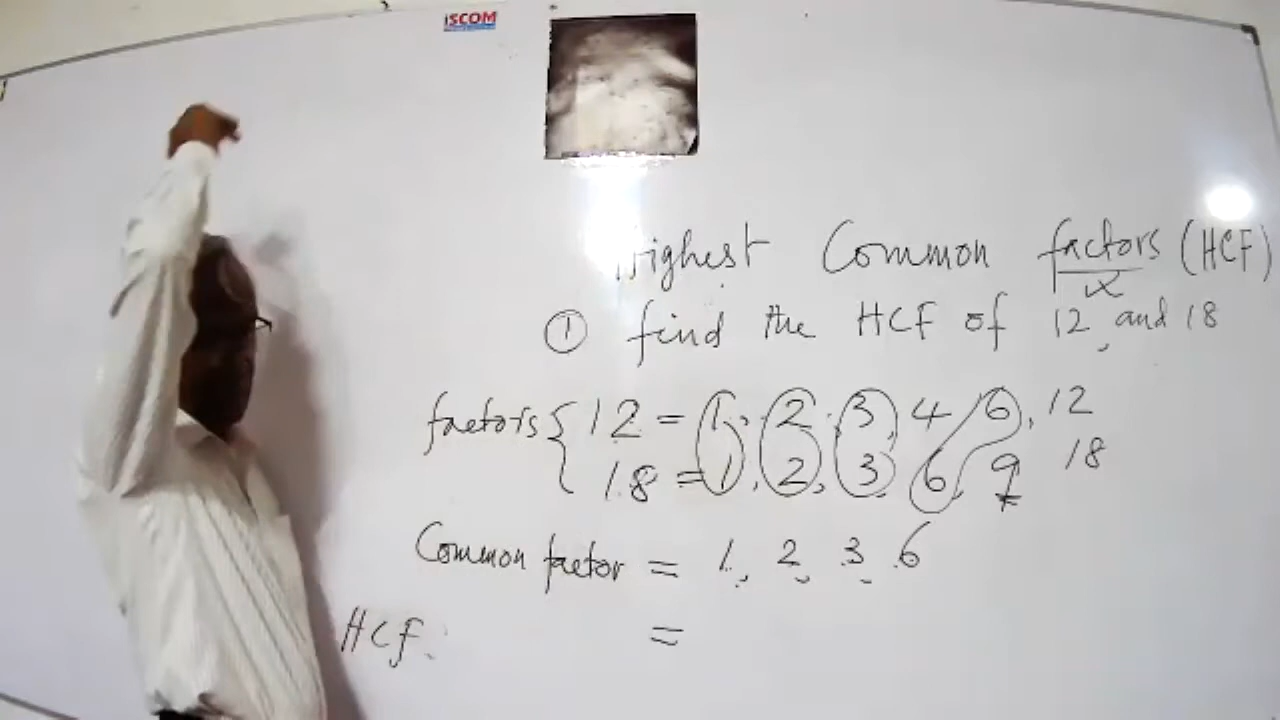 ISCOM
Highest Common factors (HCF)
① find the HCF of 12, and 18
factors { 12 = 1, 2, 3, 4, 6, 12
18 = 1, 2, 3, 6, 9 18
Common factor = 1, 2, 3, 6
HCF. =